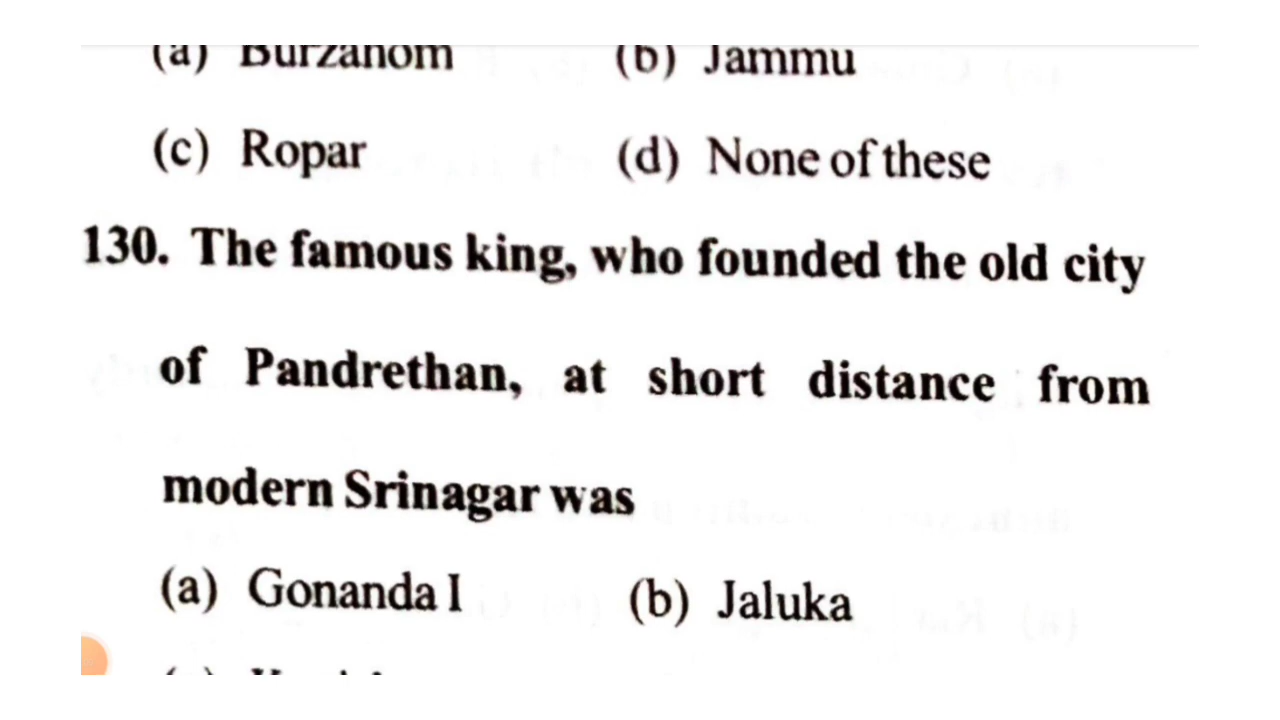 (a) Burzahom (b) Jammu
(c) Ropar (d) None of these
130. The famous king, who founded the old city
of Pandrethan, at short distance from
modern Srinagar was
(a) Gonanda I (b) Jaluka